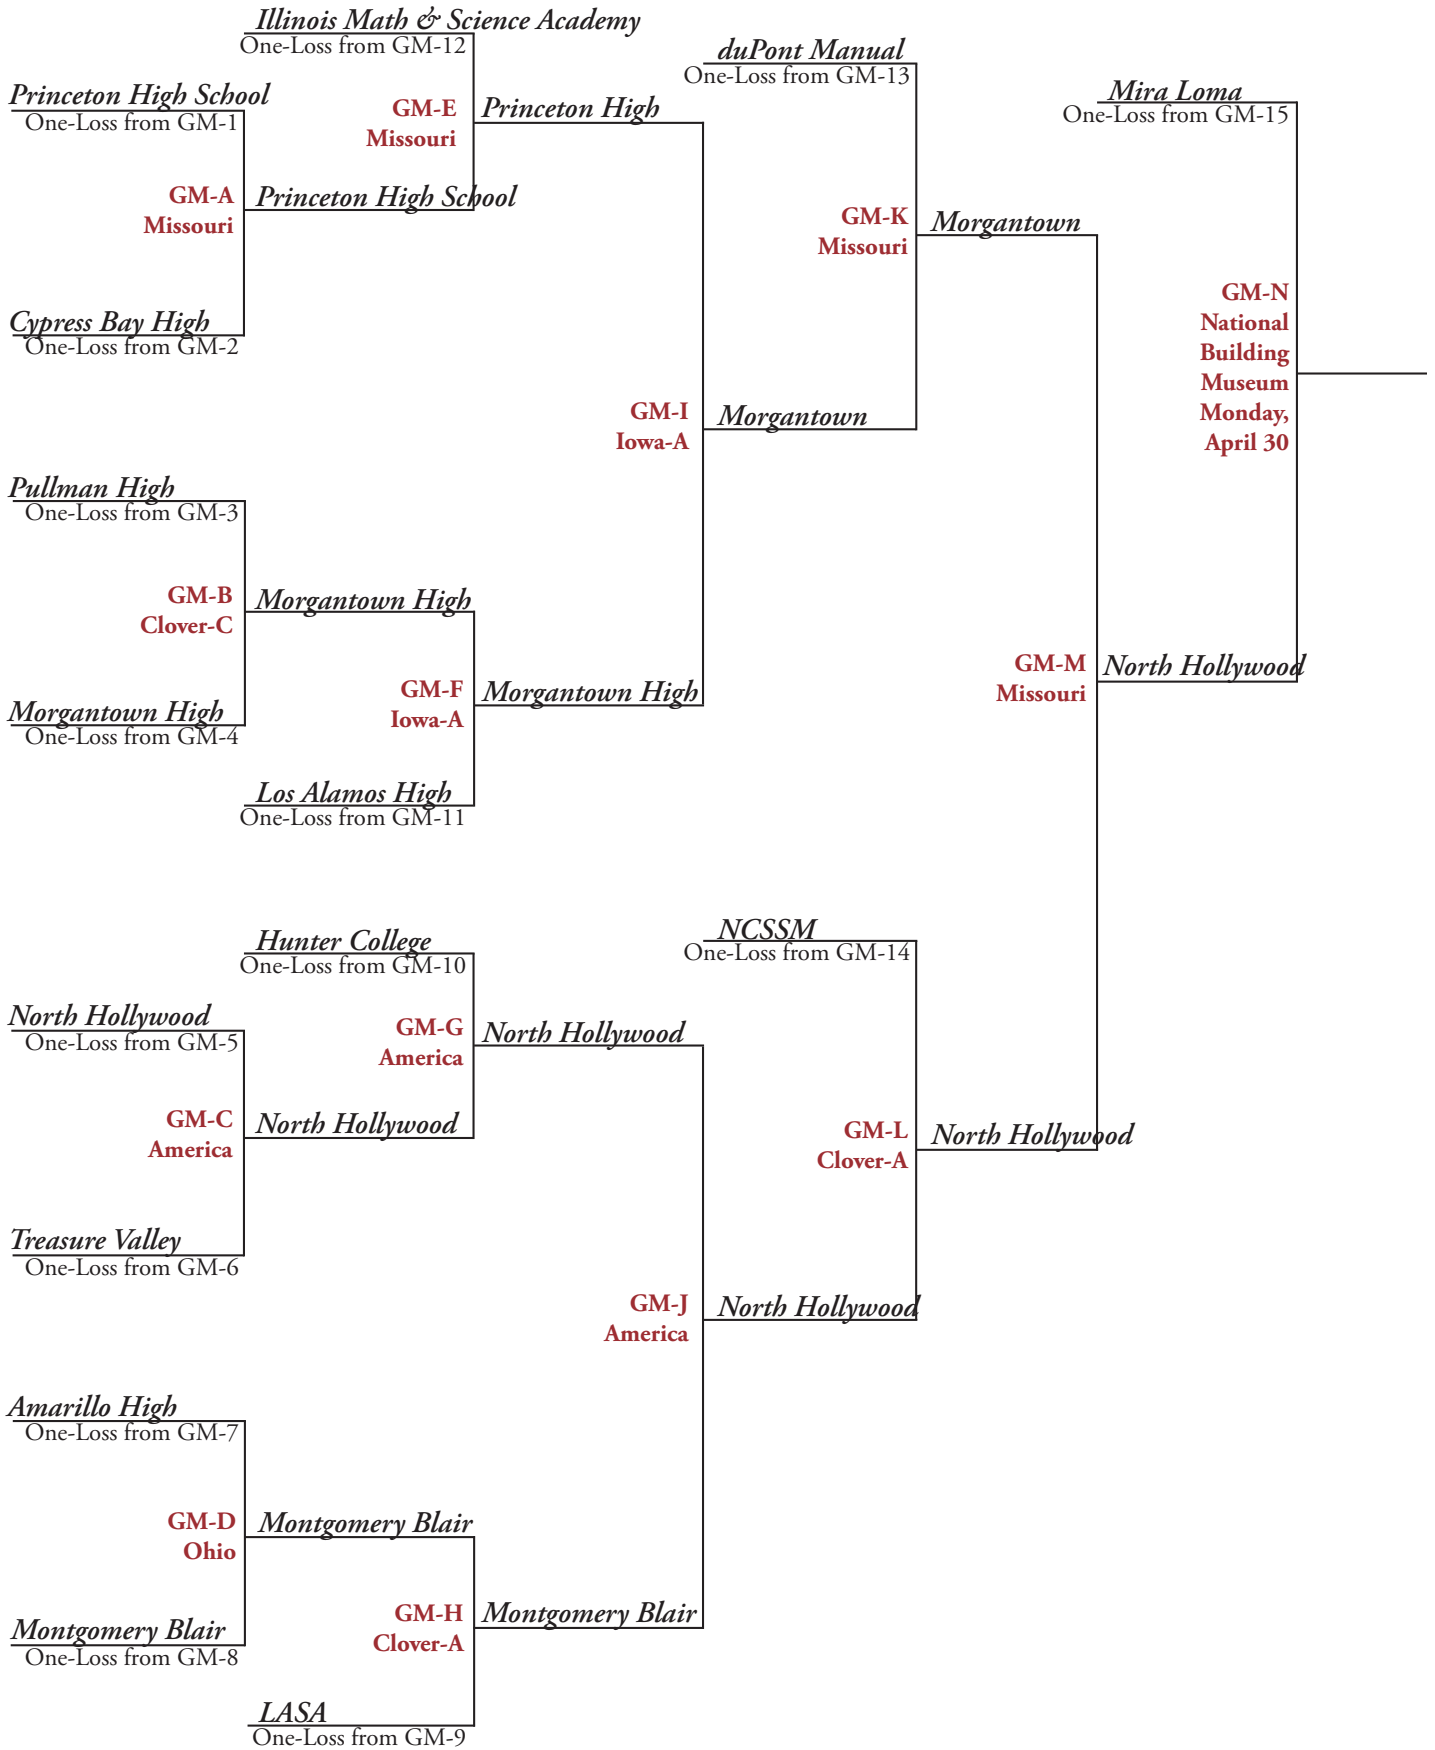 Illinois Math & Science Academy
One-Loss from GM-12
Princeton High School
One-Loss from GM-1
GM-E
Missouri
Princeton High
GM-A
Missouri
Princeton High School
Cypress Bay High
One-Loss from GM-2
duPont Manual
One-Loss from GM-13
Mira Loma
One-Loss from GM-15
GM-K
Missouri
Morgantown
GM-N
National
Building
Museum
Monday,
April 30
GM-I
Iowa-A
Morgantown
Pullman High
One-Loss from GM-3
GM-B
Clover-C
Morgantown High
Morgantown High
One-Loss from GM-4
GM-F
Iowa-A
Morgantown High
Los Alamos High
One-Loss from GM-11
GM-M
Missouri
North Hollywood
Hunter College
One-Loss from GM-10
North Hollywood
One-Loss from GM-5
GM-G
America
North Hollywood
GM-C
America
North Hollywood
Treasure Valley
One-Loss from GM-6
NCSSM
One-Loss from GM-14
GM-L
Clover-A
North Hollywood
GM-J
America
North Hollywood
Amarillo High
One-Loss from GM-7
GM-D
Ohio
Montgomery Blair
Montgomery Blair
One-Loss from GM-8
GM-H
Clover-A
Montgomery Blair
LASA
One-Loss from GM-9